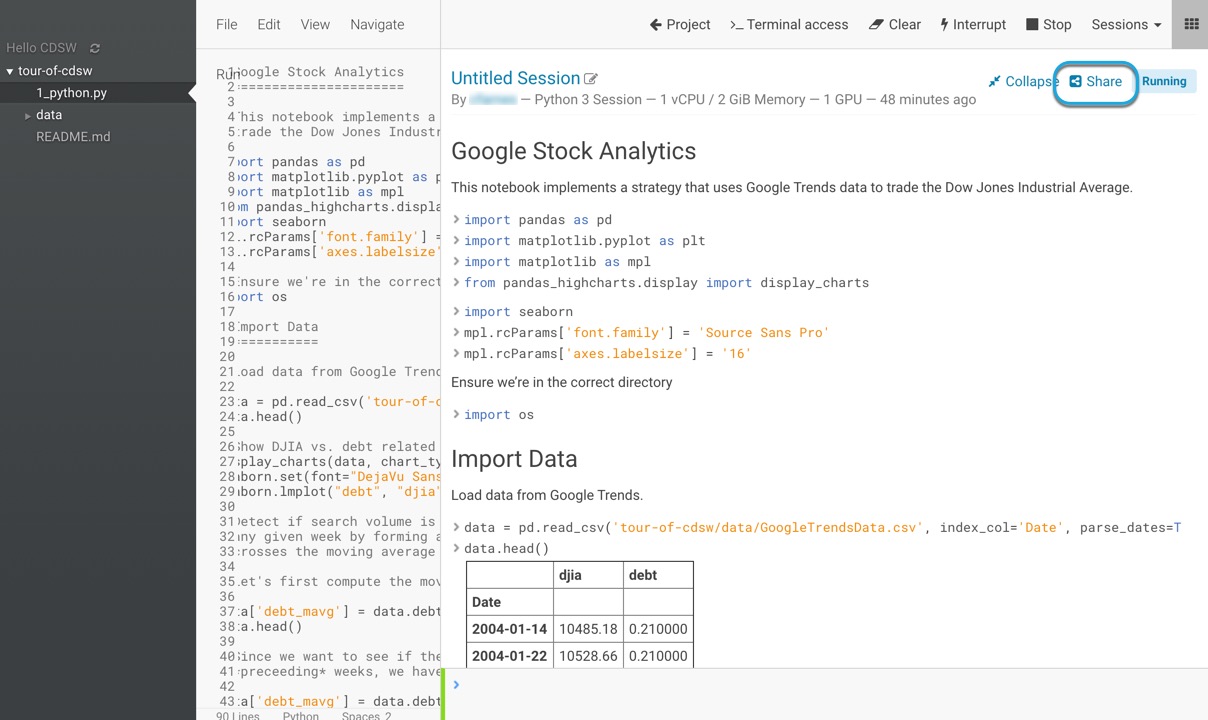 File Edit View Navigate
Project Terminal access Clear Interrupt Stop Sessions
Hello CDSW
tour-of-cdsw
1_python.py
data
README.md
Run
1 oogle Stock Analytics
2 =====================
3
4 his notebook implements a
5 rade the Dow Jones Industr
6
7 port pandas as pd
8 port matplotlib.pyplot as p
9 port matplotlib as mpl
10 om pandas_highcharts.displa
11 port seaborn
12 .rcParams['font.family'] =
13 .rcParams['axes.labelsize'
14
15 nsure we're in the correct
16 port os
17
18 mport Data
19 ==========
20
21 oad data from Google Trend
22
23 a = pd.read_csv('tour-of-c
24 a.head()
25
26 how DJIA vs. debt related
27 play_charts(data, chart_ty
28 born.set(font="DejaVu Sans
29 born.lmplot("debt", "djia"
30
31 etect if search volume is
32 ny given week by forming a
33 rosses the moving average
34
35 et's first compute the mov
36
37 a['debt_mavg'] = data.debt
38 a.head()
39
40 ince we want to see if the
41 preceeding* weeks, we have
42
43 a['debt_mavg'] = data.debt
90 Lines Python Spaces 2
Untitled Session
Collapse Share Running
By — Python 3 Session — 1 vCPU / 2 GiB Memory — 1 GPU — 48 minutes ago
Google Stock Analytics
This notebook implements a strategy that uses Google Trends data to trade the Dow Jones Industrial Average.
> import pandas as pd
> import matplotlib.pyplot as plt
> import matplotlib as mpl
> from pandas_highcharts.display import display_charts
> import seaborn
> mpl.rcParams['font.family'] = 'Source Sans Pro'
> mpl.rcParams['axes.labelsize'] = '16'
Ensure we're in the correct directory
> import os
Import Data
Load data from Google Trends.
> data = pd.read_csv('tour-of-cdsw/data/GoogleTrendsData.csv', index_col='Date', parse_dates=T
> data.head()
djia debt
Date
2004-01-14 10485.18 0.210000
2004-01-22 10528.66 0.210000
>